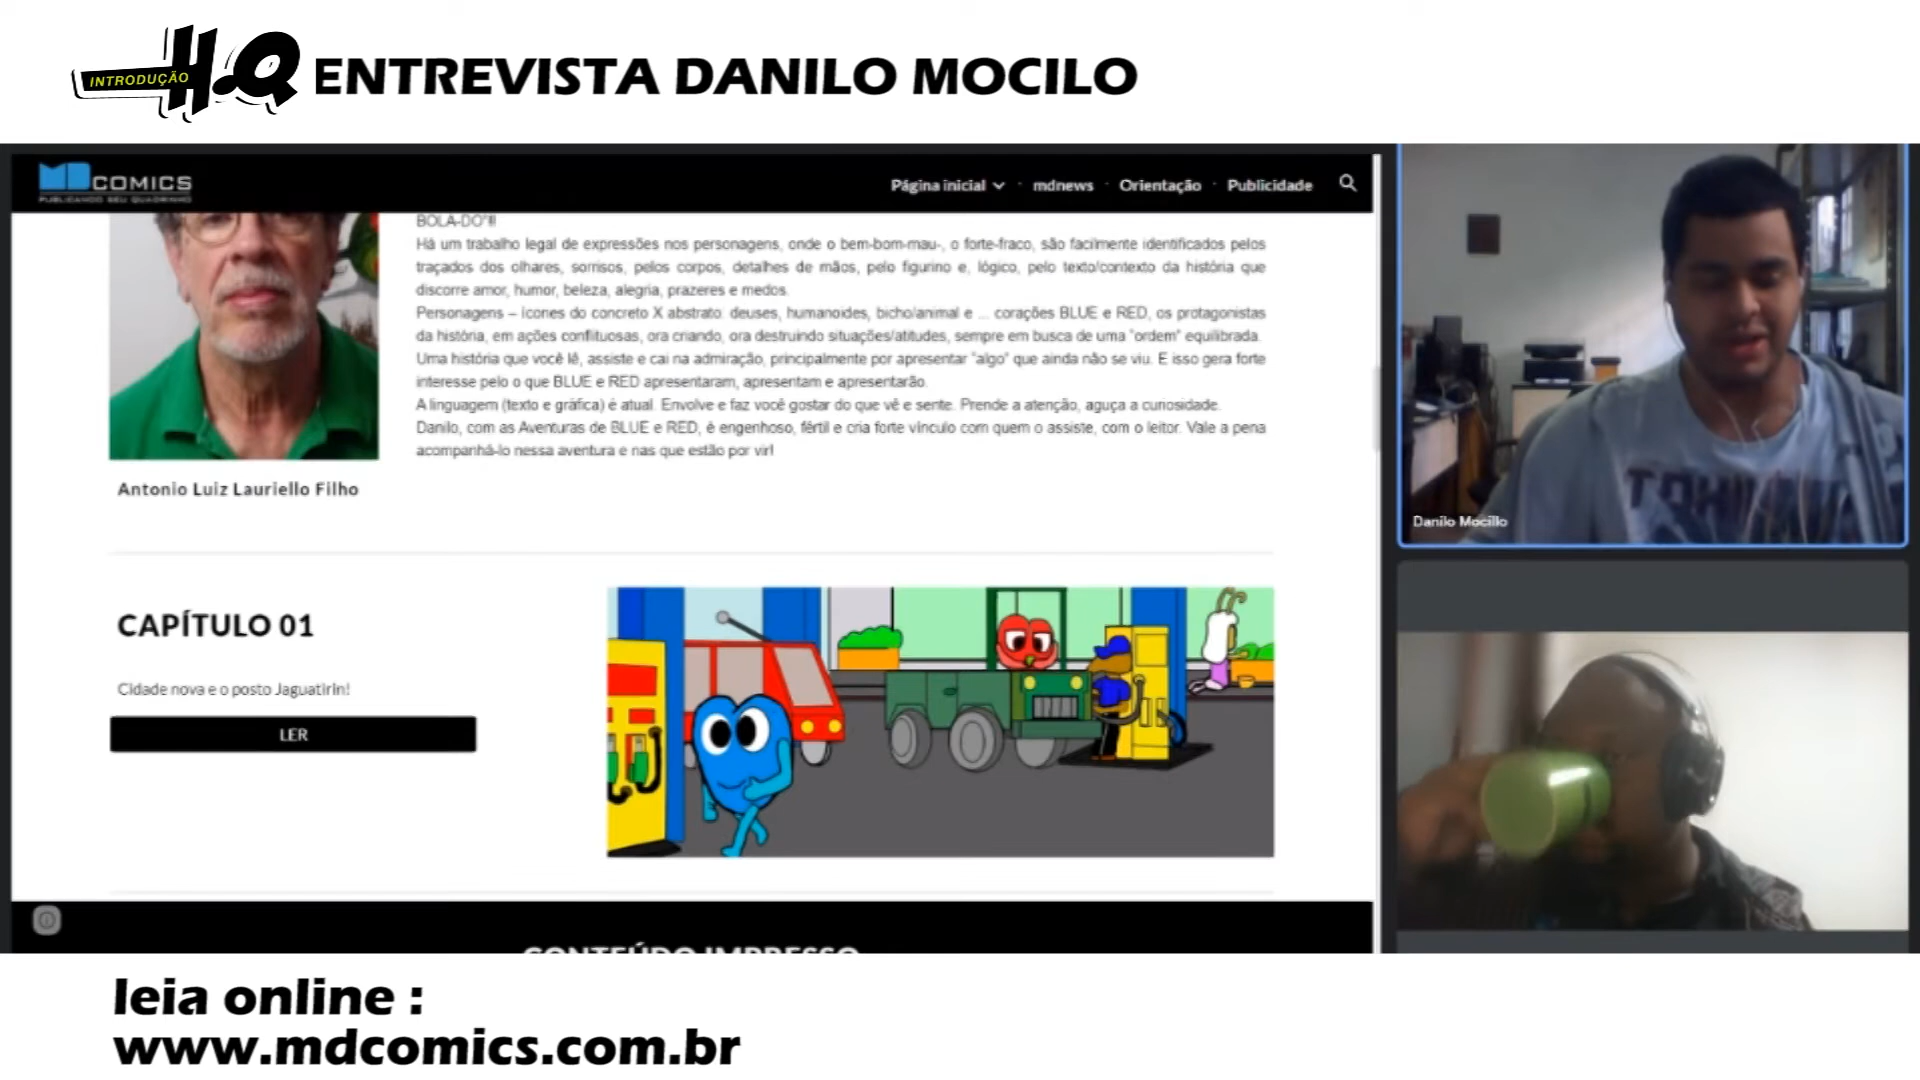 INTRODUÇÃO H.Q ENTREVISTA DANILO MOCILO
MD COMICS
PUBLICANDO SEU QUADRINHO
Página inicial · mdnews · Orientação · Publicidade
BOLA-DO"!!!
Há um trabalho legal de expressões nos personagens, onde o bem-bom-mau-, o forte-fraco, são facilmente identificados pelos
traçados dos olhares, sorrisos, pelos corpos, detalhes de mãos, pelo figurino e, lógico, pelo texto/contexto da história que
discorre amor, humor, beleza, alegria, prazeres e medos.
Personagens – ícones do concreto X abstrato: deuses, humanoides, bicho/animal e ... corações BLUE e RED, os protagonistas
da história, em ações conflituosas, ora criando, ora destruindo situações/atitudes, sempre em busca de uma "ordem" equilibrada.
Uma história que você lê, assiste e cai na admiração, principalmente por apresentar "algo" que ainda não se viu. E isso gera forte
interesse pelo o que BLUE e RED apresentaram, apresentam e apresentarão.
A linguagem (texto e gráfica) é atual. Envolve e faz você gostar do que vê e sente. Prende a atenção, aguça a curiosidade.
Danilo, com as Aventuras de BLUE e RED, é engenhoso, fértil e cria forte vínculo com quem o assiste, com o leitor. Vale a pena
acompanhá-lo nessa aventura e nas que estão por vir!
Antonio Luiz Lauriello Filho
CAPÍTULO 01
Cidade nova e o posto Jaguatirin!
LER
CONTEÚDO IMPRESSO
Danilo Mocillo
leia online :
www.mdcomics.com.br